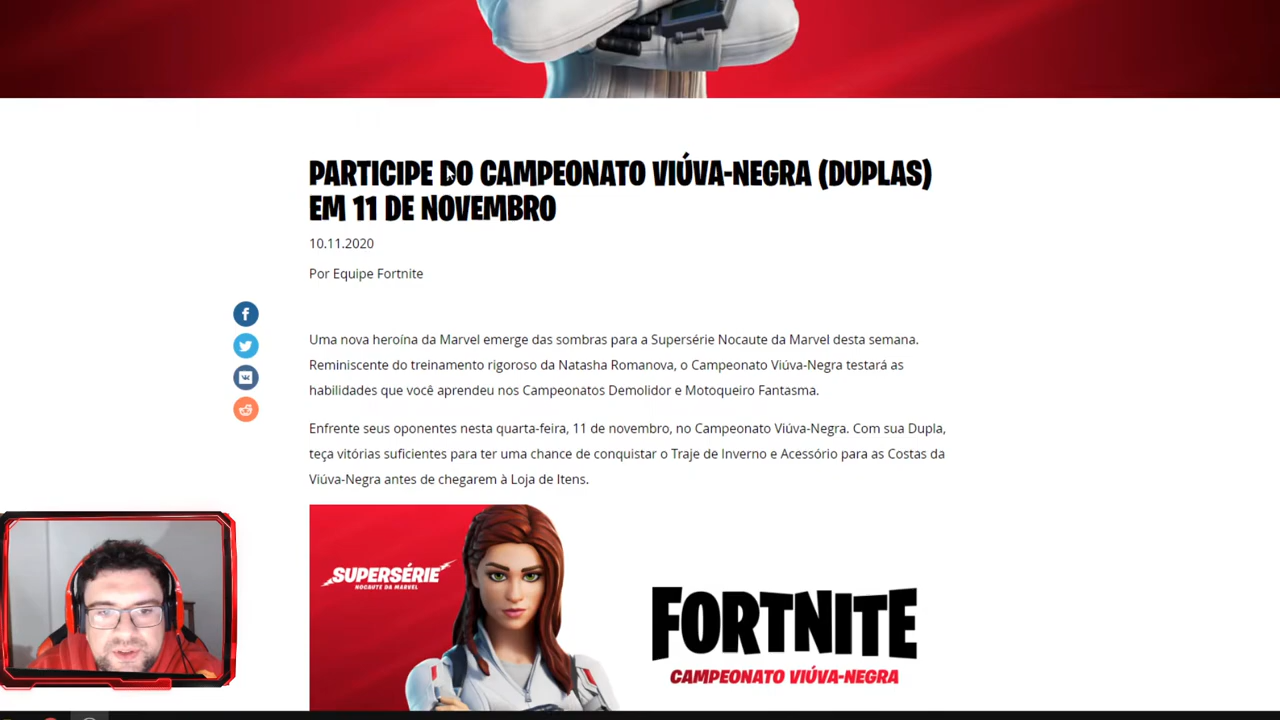 PARTICIPE DO CAMPEONATO VIÚVA-NEGRA (DUPLAS)
EM 11 DE NOVEMBRO
10.11.2020
Por Equipe Fortnite
Uma nova heroína da Marvel emerge das sombras para a Supersérie Nocaute da Marvel desta semana.
Reminiscente do treinamento rigoroso da Natasha Romanova, o Campeonato Viúva-Negra testará as
habilidades que você aprendeu nos Campeonatos Demolidor e Motoqueiro Fantasma.
Enfrente seus oponentes nesta quarta-feira, 11 de novembro, no Campeonato Viúva-Negra. Com sua Dupla,
teça vitórias suficientes para ter uma chance de conquistar o Traje de Inverno e Acessório para as Costas da
Viúva-Negra antes de chegarem à Loja de Itens.
SUPERSÉRIE
NOCAUTE DA MARVEL
FORTNITE
CAMPEONATO VIÚVA-NEGRA